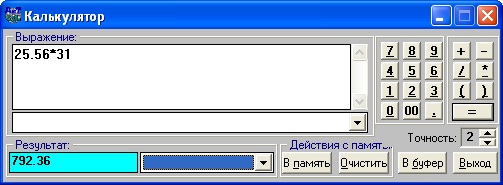 Калькулятор
Выражение:
25.56*31
7 8 9 + -
4 5 6 / *
1 2 3 ( )
0 00 . =
Точность: 2
Результат: Действия с памятью
792.36 В память Очистить В буфер Выход